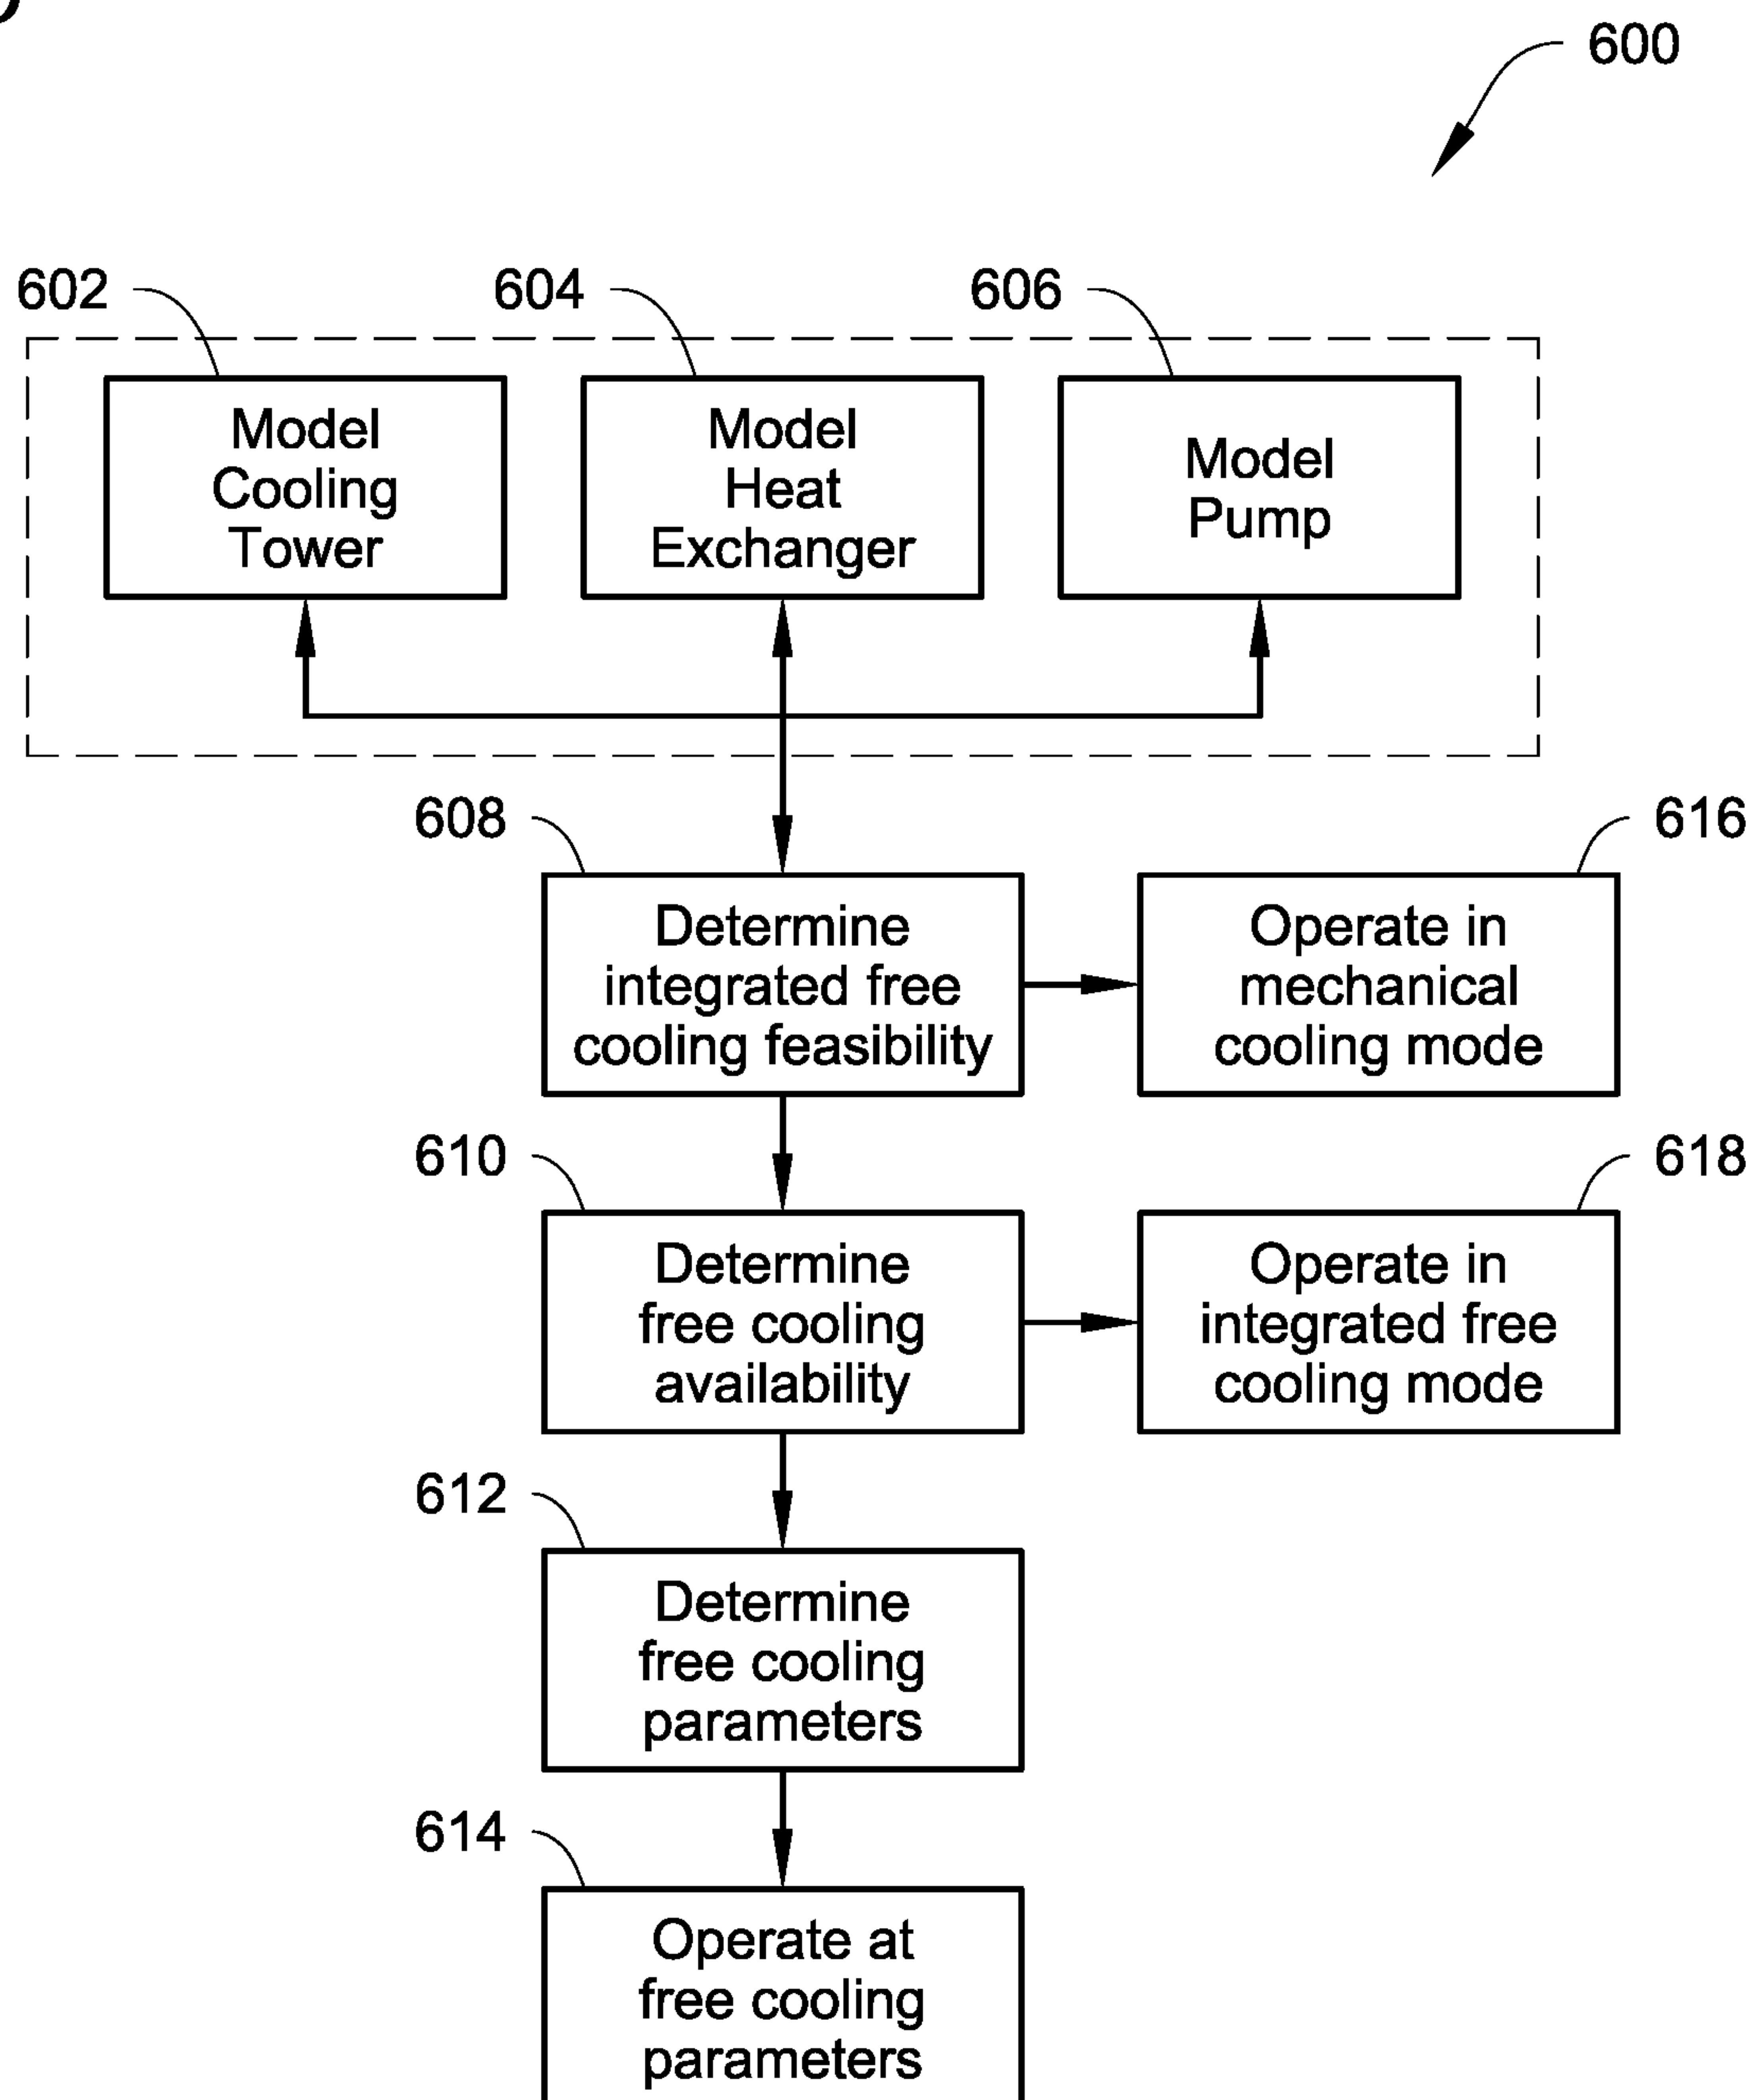 600
602
604
606
Model
Cooling
Tower
Model
Heat
Exchanger
Model
Pump
608
616
Determine
integrated free
cooling feasibility
Operate in
mechanical
cooling mode
610
618
Determine
free cooling
availability
Operate in
integrated free
cooling mode
612
Determine
free cooling
parameters
614
Operate at
free cooling
parameters